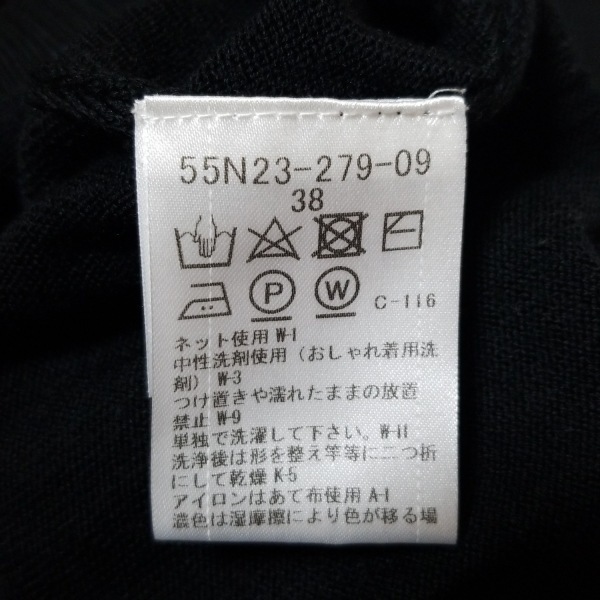 55N23-279-09
38
P
W
C-116
ネット使用 W-1
中性洗剤使用（おしゃれ着用洗
剤） W-3
つけ置きや濡れたままの放置
禁止 W-9
単独で洗濯して下さい。W-11
洗浄後は形を整え竿等に二つ折
にして乾燥 K-5
アイロンはあて布使用 A-1
濃色は湿摩擦により色が移る場